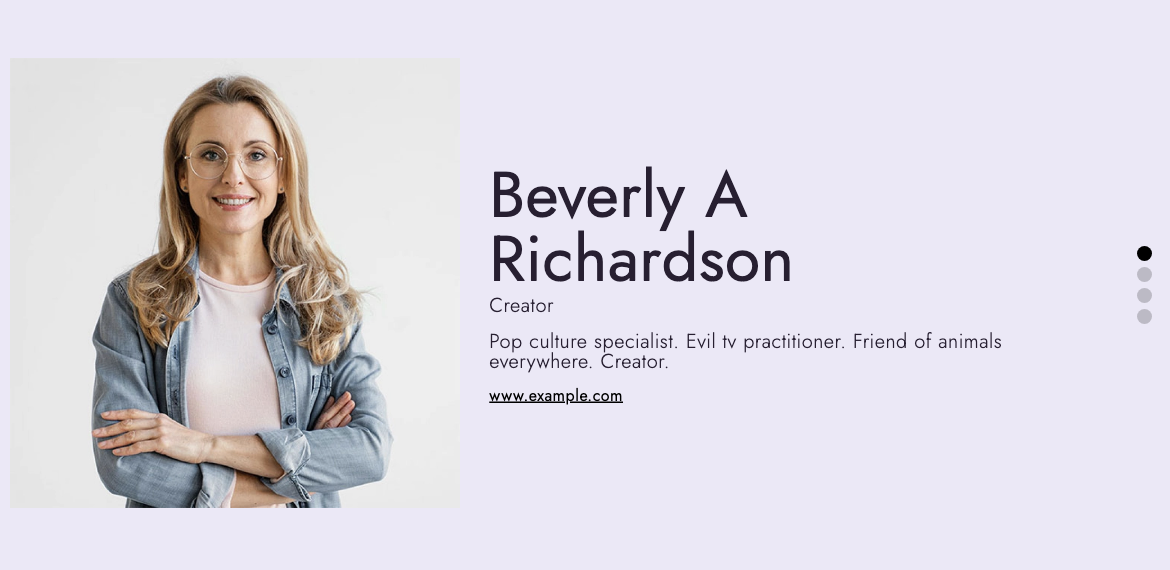 Beverly A
Richardson
Creator
Pop culture specialist. Evil tv practitioner. Friend of animals
everywhere. Creator.
www.example.com